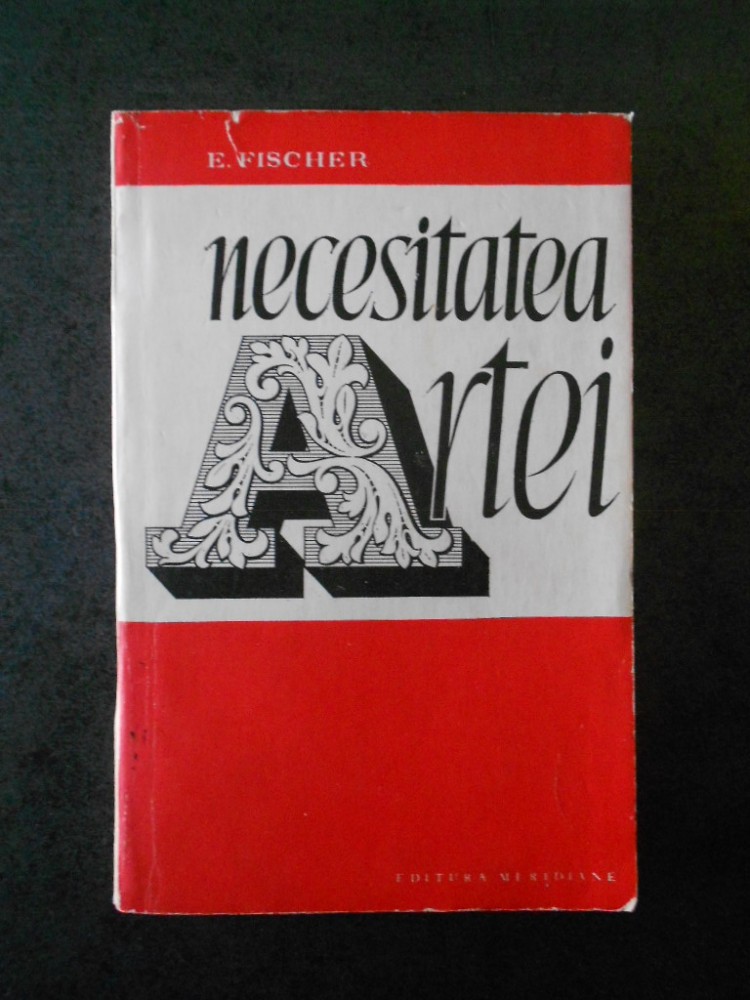 E. FISCHER
necesitatea
Artei
EDITURA MERIDIANE